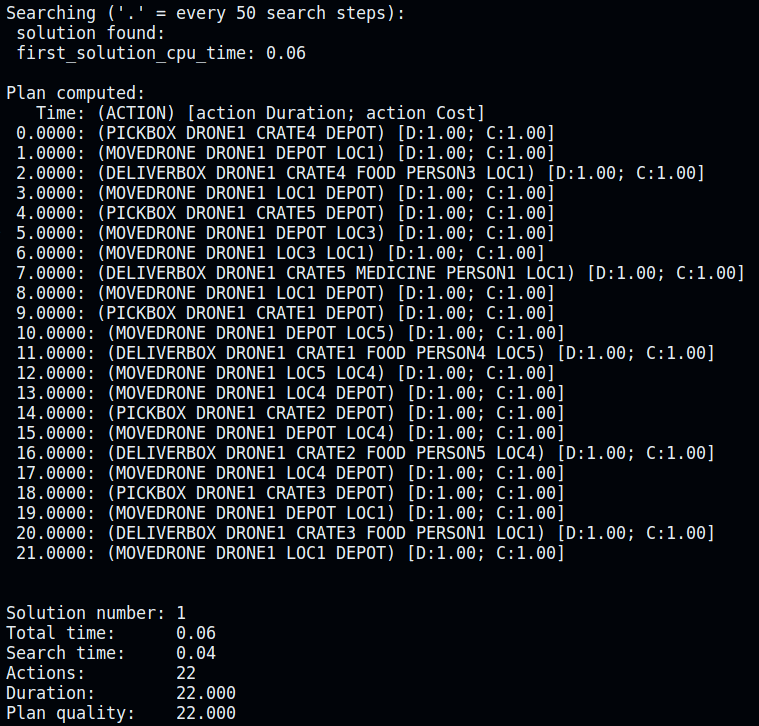 Searching ('.' = every 50 search steps):
 solution found:
 first_solution_cpu_time: 0.06

Plan computed:
   Time: (ACTION) [action Duration; action Cost]
 0.0000: (PICKBOX DRONE1 CRATE4 DEPOT) [D:1.00; C:1.00]
 1.0000: (MOVEDRONE DRONE1 DEPOT LOC1) [D:1.00; C:1.00]
 2.0000: (DELIVERBOX DRONE1 CRATE4 FOOD PERSON3 LOC1) [D:1.00; C:1.00]
 3.0000: (MOVEDRONE DRONE1 LOC1 DEPOT) [D:1.00; C:1.00]
 4.0000: (PICKBOX DRONE1 CRATE5 DEPOT) [D:1.00; C:1.00]
 5.0000: (MOVEDRONE DRONE1 DEPOT LOC3) [D:1.00; C:1.00]
 6.0000: (MOVEDRONE DRONE1 LOC3 LOC1) [D:1.00; C:1.00]
 7.0000: (DELIVERBOX DRONE1 CRATE5 MEDICINE PERSON1 LOC1) [D:1.00; C:1.00]
 8.0000: (MOVEDRONE DRONE1 LOC1 DEPOT) [D:1.00; C:1.00]
 9.0000: (PICKBOX DRONE1 CRATE1 DEPOT) [D:1.00; C:1.00]
 10.0000: (MOVEDRONE DRONE1 DEPOT LOC5) [D:1.00; C:1.00]
 11.0000: (DELIVERBOX DRONE1 CRATE1 FOOD PERSON4 LOC5) [D:1.00; C:1.00]
 12.0000: (MOVEDRONE DRONE1 LOC5 LOC4) [D:1.00; C:1.00]
 13.0000: (MOVEDRONE DRONE1 LOC4 DEPOT) [D:1.00; C:1.00]
 14.0000: (PICKBOX DRONE1 CRATE2 DEPOT) [D:1.00; C:1.00]
 15.0000: (MOVEDRONE DRONE1 DEPOT LOC4) [D:1.00; C:1.00]
 16.0000: (DELIVERBOX DRONE1 CRATE2 FOOD PERSON5 LOC4) [D:1.00; C:1.00]
 17.0000: (MOVEDRONE DRONE1 LOC4 DEPOT) [D:1.00; C:1.00]
 18.0000: (PICKBOX DRONE1 CRATE3 DEPOT) [D:1.00; C:1.00]
 19.0000: (MOVEDRONE DRONE1 DEPOT LOC1) [D:1.00; C:1.00]
 20.0000: (DELIVERBOX DRONE1 CRATE3 FOOD PERSON1 LOC1) [D:1.00; C:1.00]
 21.0000: (MOVEDRONE DRONE1 LOC1 DEPOT) [D:1.00; C:1.00]

Solution number: 1
Total time:      0.06
Search time:     0.04
Actions:         22
Duration:        22.000
Plan quality:    22.000